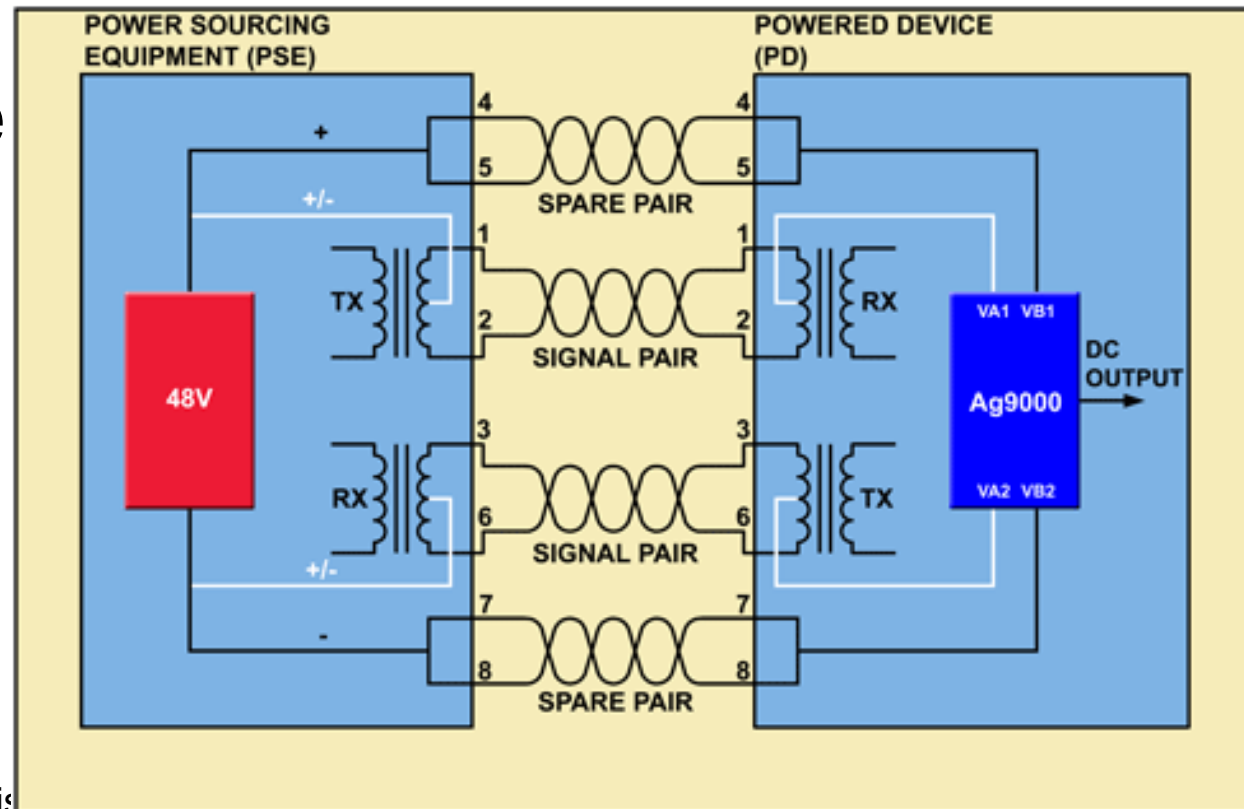 POWER SOURCING
EQUIPMENT (PSE)
POWERED DEVICE
(PD)
e
4
4
+
5
5
SPARE PAIR
+/-
1
1
TX
RX
2
2
SIGNAL PAIR
48V
VA1 VB1
Ag9000
VA2 VB2
DC
OUTPUT
3
3
RX
TX
6
6
SIGNAL PAIR
+/-
7
7
-
8
8
SPARE PAIR